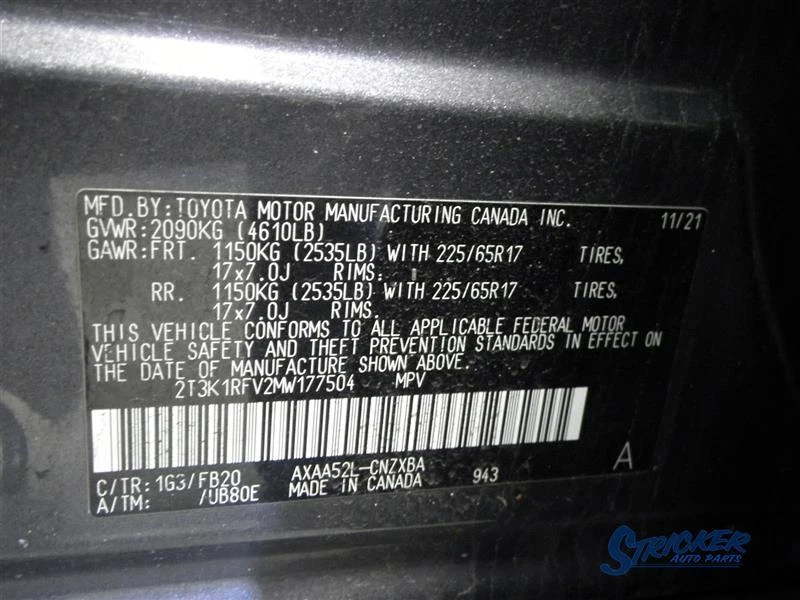 MFD. BY: TOYOTA MOTOR MANUFACTURING CANADA INC. 11/21
GVWR: 2090KG (4610LB)
GAWR: FRT. 1150KG (2535LB) WITH 225/65R17 TIRES,
17x7.0J RIMS:
RR. 1150KG (2535LB) WITH 225/65R17 TIRES,
17x7.0J RIMS.
THIS VEHICLE CONFORMS TO ALL APPLICABLE FEDERAL MOTOR
VEHICLE SAFETY AND THEFT PREVENTION STANDARDS IN EFFECT ON
THE DATE OF MANUFACTURE SHOWN ABOVE.
2T3K1RFV2MW177504 MPV
C/TR: 1G3/FB20 AXAA52L-CNZXBA 943 A
A/TM: /UB80E MADE IN CANADA
STRICKER
AUTO PARTS